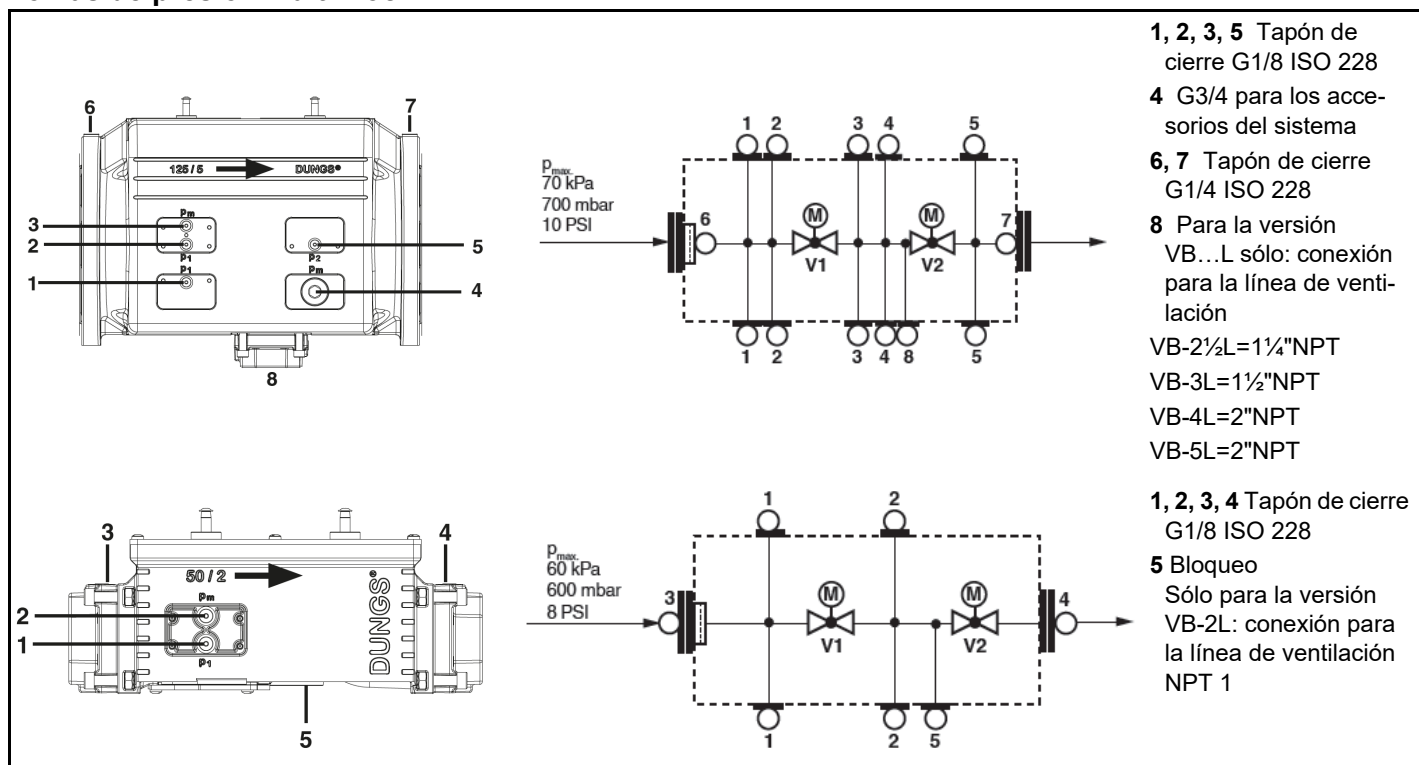 6
7
125 / 5
DUNGS®
Pm
3
2
P1
P1
1
5
P2
Pm
4
8
1
2
3
4
5
Pmax.
70 kPa
700 mbar
10 PSI
6
M
V1
M
V2
7
1
2
3
4
8
5
1, 2, 3, 5 Tapón de
cierre G1/8 ISO 228
4 G3/4 para los acce-
sorios del sistema
6, 7 Tapón de cierre
G1/4 ISO 228
8 Para la versión
VB…L sólo: conexión
para la línea de venti-
lación
VB-2½L=1¼"NPT
VB-3L=1½"NPT
VB-4L=2"NPT
VB-5L=2"NPT
3
4
50 / 2
Pm
2
1
P1
DUNGS®
5
1
2
Pmax.
60 kPa
600 mbar
8 PSI
3
M
V1
M
V2
4
1
2
5
1, 2, 3, 4 Tapón de cierre
G1/8 ISO 228
5 Bloqueo
Sólo para la versión
VB-2L: conexión para
la línea de ventilación
NPT 1